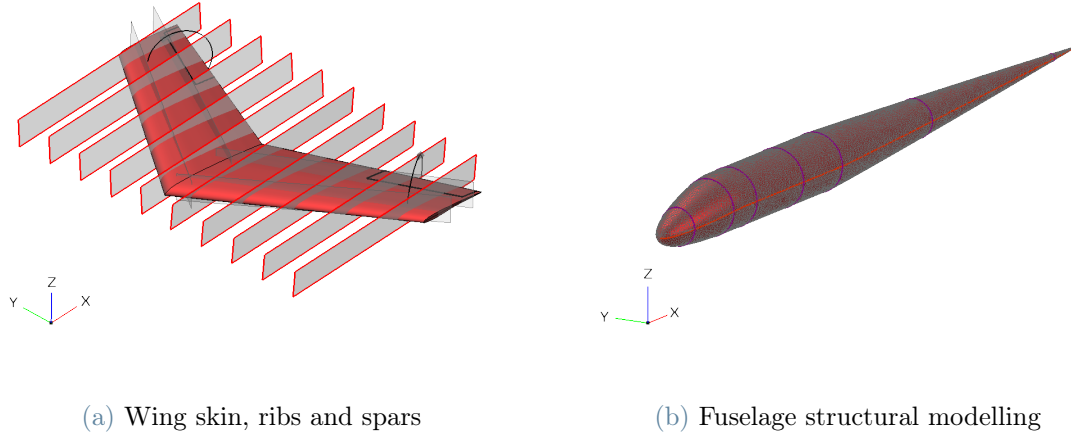 Z
Y
X
Z
Y
X
(a) Wing skin, ribs and spars
(b) Fuselage structural modelling